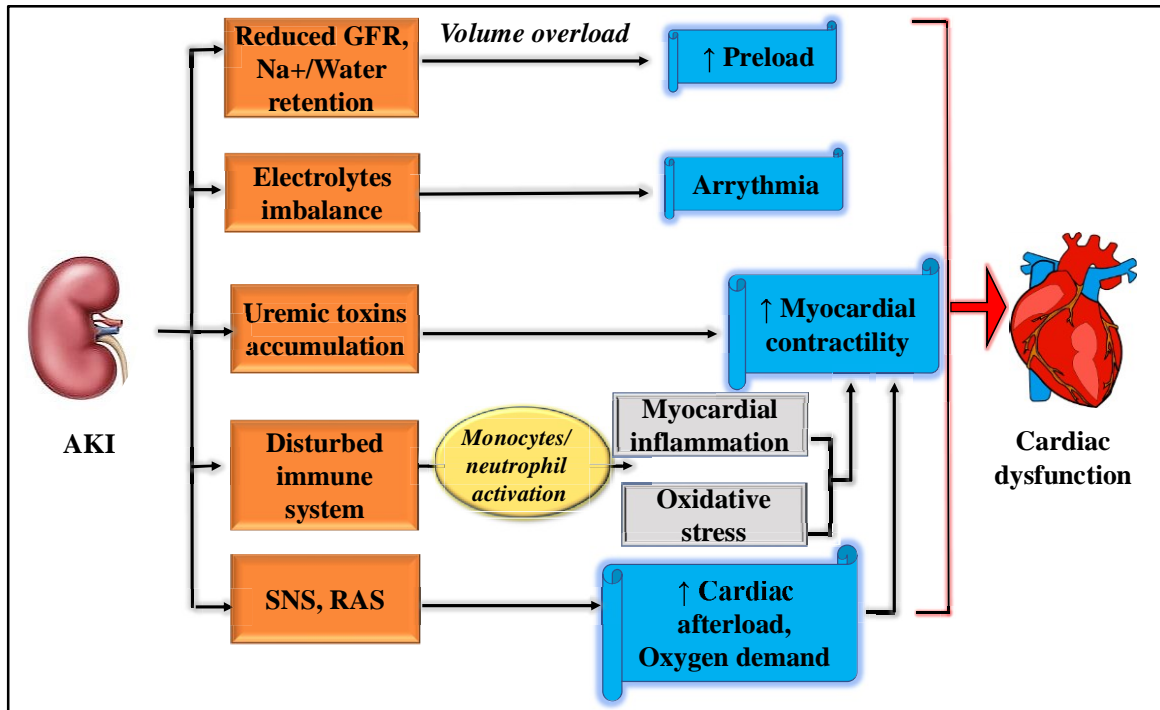 Reduced GFR,
Na+/Water
retention
Volume overload
↑ Preload
Electrolytes
imbalance
Arrythmia
Uremic toxins
accumulation
↑ Myocardial
contractility
AKI
Disturbed
immune
system
Monocytes/
neutrophil
activation
Myocardial
inflammation
Oxidative
stress
Cardiac
dysfunction
SNS, RAS
↑ Cardiac
afterload,
Oxygen demand